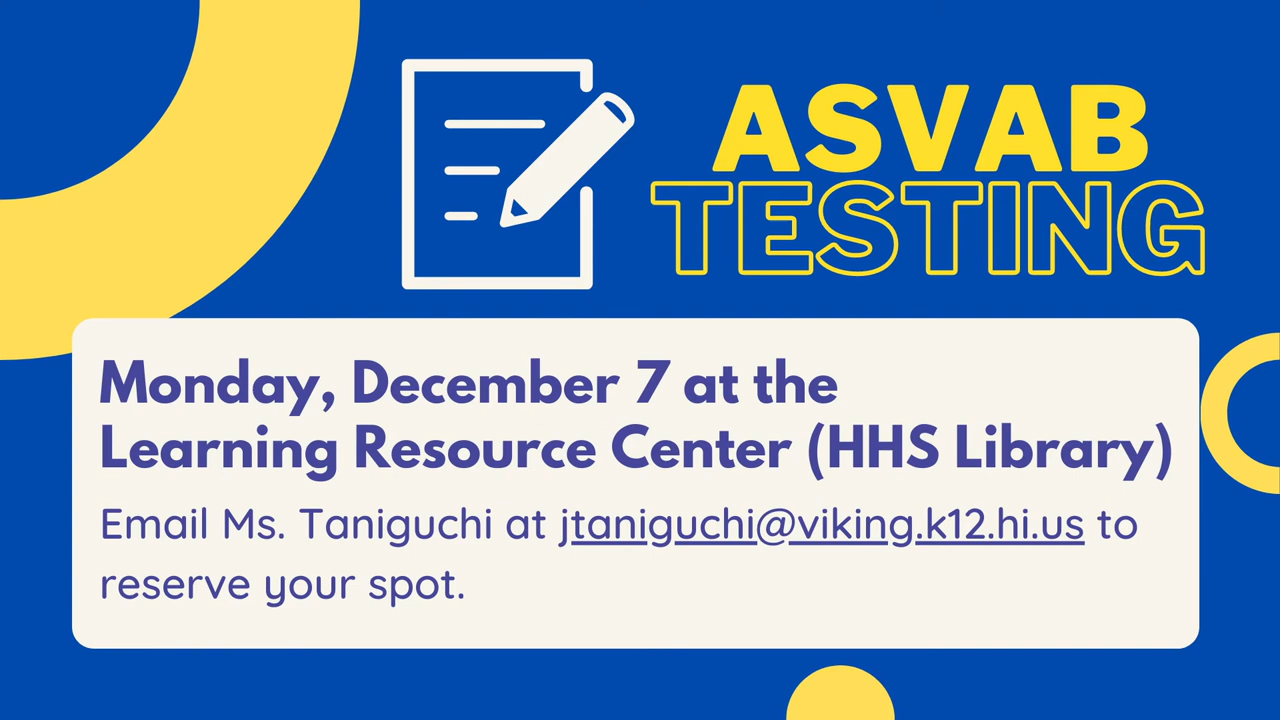 ASVAB
TESTING
Monday, December 7 at the
Learning Resource Center (HHS Library)
Email Ms. Taniguchi at jtaniguchi@viking.k12.hi.us to
reserve your spot.